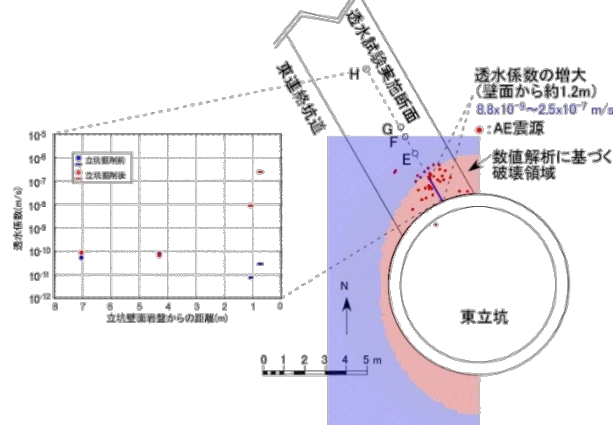 透水試験実施断面
東連絡坑道
H
G
F
E
透水係数の増大
(壁面から約1.2m)
8.8x10⁻⁹～2.5x10⁻⁷ m/s
:AE震源
数値解析に基づく
破壊領域
東立坑
N
0 1 2 3 4 5 m
透水係数(m/s)
10⁻⁵
10⁻⁶
10⁻⁷
10⁻⁸
10⁻⁹
10⁻¹⁰
10⁻¹¹
10⁻¹²
立坑掘削前
立坑掘削後
8 7 6 5 4 3 2 1 0
立坑壁面岩盤からの距離(m)